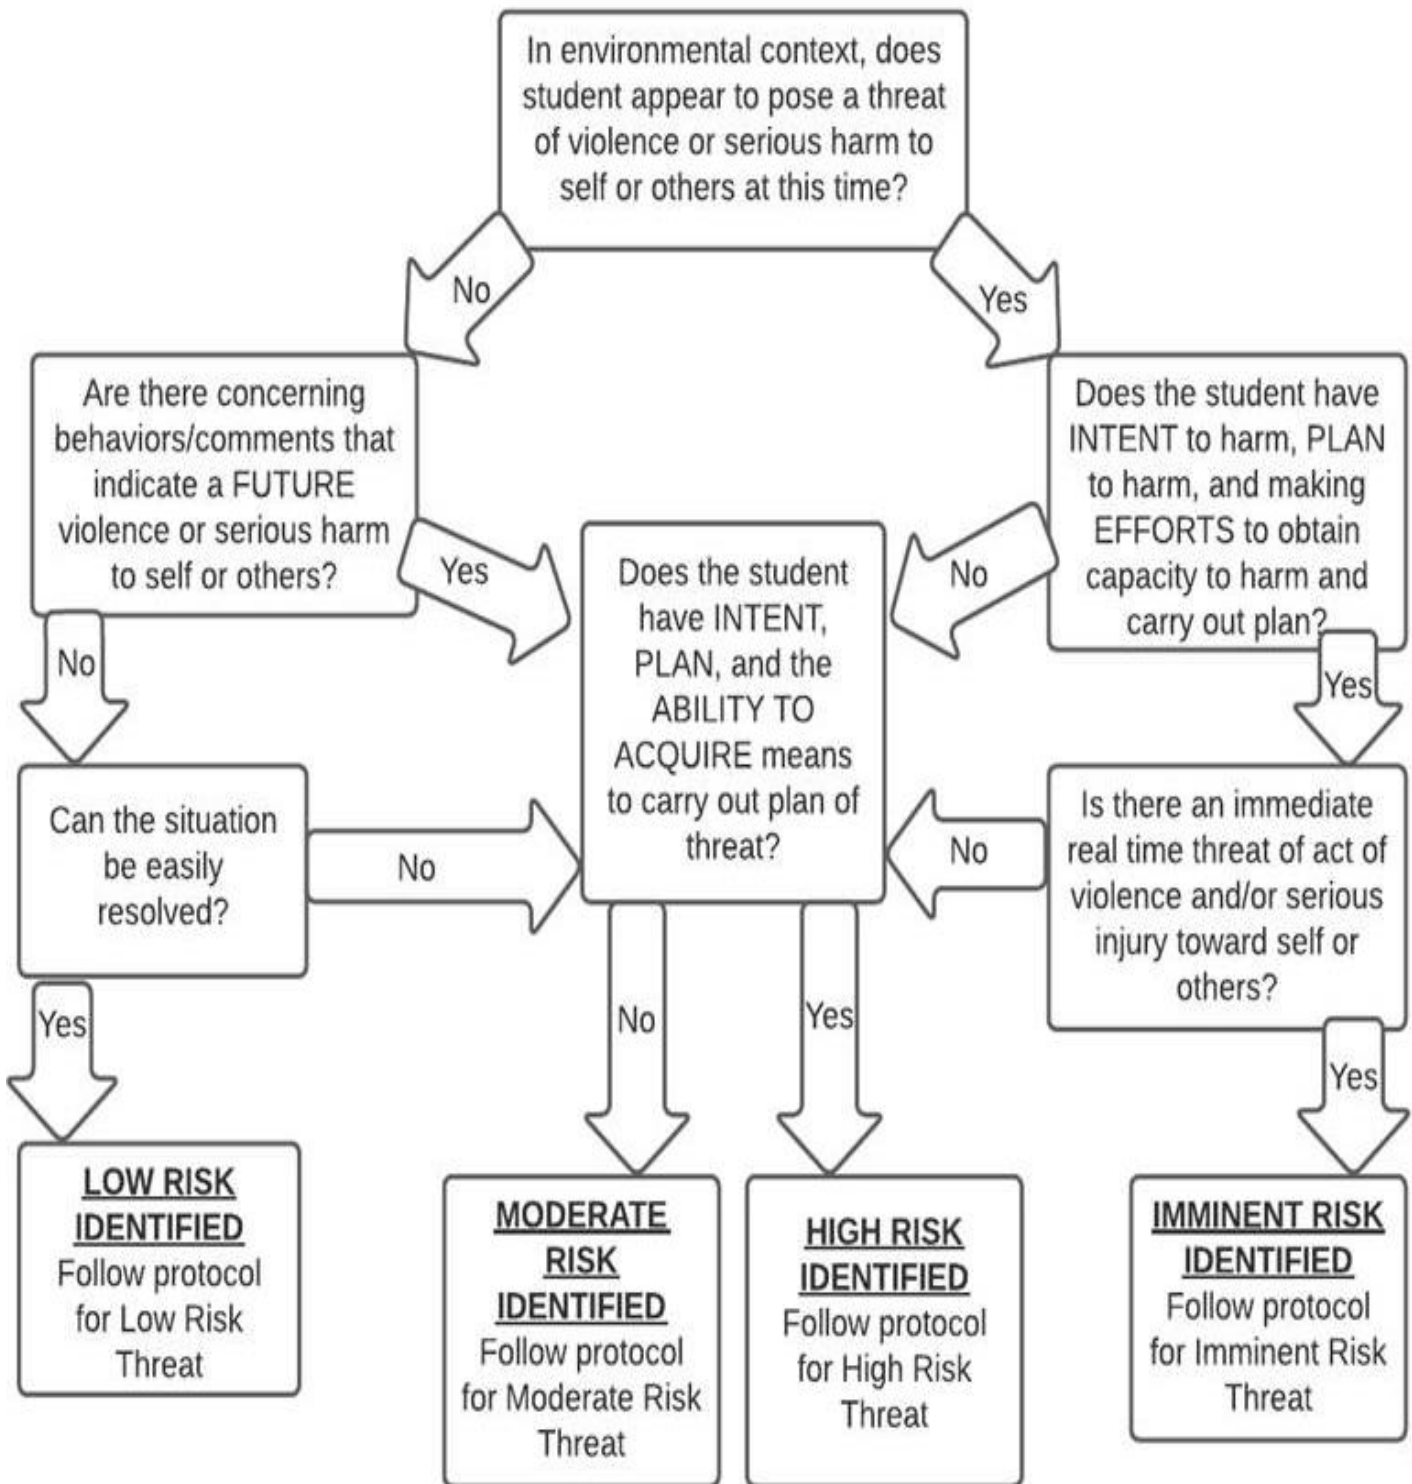 In environmental context, does
student appear to pose a threat
of violence or serious harm to
self or others at this time?
No
Yes
Are there concerning
behaviors/comments that
indicate a FUTURE
violence or serious harm
to self or others?
Does the student have
INTENT to harm, PLAN
to harm, and making
EFFORTS to obtain
capacity to harm and
carry out plan?
Yes
No
Does the student
have INTENT,
PLAN, and the
ABILITY TO
ACQUIRE means
to carry out plan of
threat?
No
Yes
Can the situation
be easily
resolved?
No
No
Is there an immediate
real time threat of act of
violence and/or serious
injury toward self or
others?
Yes
No
Yes
Yes
LOW RISK
IDENTIFIED
Follow protocol
for Low Risk
Threat
MODERATE
RISK
IDENTIFIED
Follow protocol
for Moderate Risk
Threat
HIGH RISK
IDENTIFIED
Follow protocol
for High Risk
Threat
IMMINENT RISK
IDENTIFIED
Follow protocol
for Imminent Risk
Threat